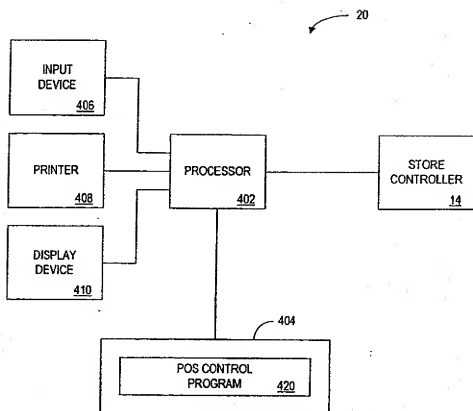 20
INPUT
DEVICE
406
PRINTER
408
DISPLAY
DEVICE
410
PROCESSOR
402
STORE
CONTROLLER
14
404
POS CONTROL
PROGRAM
420